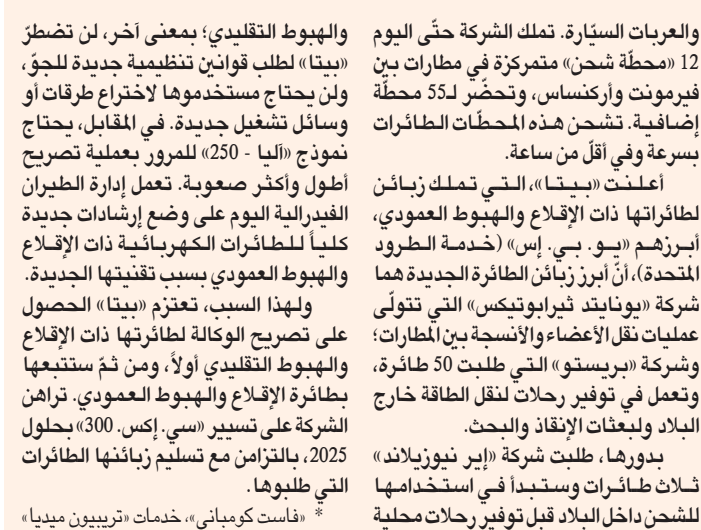 والعربات السيّارة. تملك الشركة حتّى اليوم
12 «محطّة شحن» متمركزة في مطارات بين
فيرمونت وأركنساس، وتحضّر لـ55 محطّة
إضافية. تشحن هذه المحطّات الطائرات
بسرعة وفي أقلّ من ساعة.
أعلنت «بيتا»، التي تملك زبائن
لطائراتها ذات الإقلاع والهبوط العمودي،
أبرزهم «يو. بي. إس» (خدمة الطرود
المتحدة)، أنّ أبرز زبائن الطائرة الجديدة هما
شركة «يونايتد ثيرابوتيكس» التي تتولّى
عمليات نقل الأعضاء والأنسجة بين المطارات؛
وشركة «بريستو» التي طلبت 50 طائرة،
وتعمل في توفير رحلات لنقل الطاقة خارج
البلاد ولبعثات الإنقاذ والبحث.
بدورها، طلبت شركة «إير نيوزيلاند»
ثلاث طائرات وستبدأ في استخدامها
للشحن داخل البلاد قبل توفير رحلات محلية
والهبوط التقليدي؛ بمعنى آخر، لن تضطرّ
«بيتا» لطلب قوانين تنظيمية جديدة للجوّ،
ولن يحتاج مستخدموها لاختراع طرقات أو
وسائل تشغيل جديدة. في المقابل، يحتاج
نموذج «آليا - 250» للمرور بعملية تصريح
أطول وأكثر صعوبة. تعمل إدارة الطيران
الفيدرالية اليوم على وضع إرشادات جديدة
كلياً للطائرات الكهربائية ذات الإقلاع
والهبوط العمودي بسبب تقنيتها الجديدة.
ولهذا السبب، تعتزم «بيتا» الحصول
على تصريح الوكالة لطائرتها ذات الإقلاع
والهبوط التقليدي أولاً، ومن ثمّ ستتبعها
بطائرة الإقلاع والهبوط العمودي. تراهن
الشركة على تسيير «سي. إكس. 300» بحلول
2025، بالتزامن مع تسليم زبائنها الطائرات
التي طلبوها.
* «فاست كومباني»، خدمات «تريبيون ميديا»